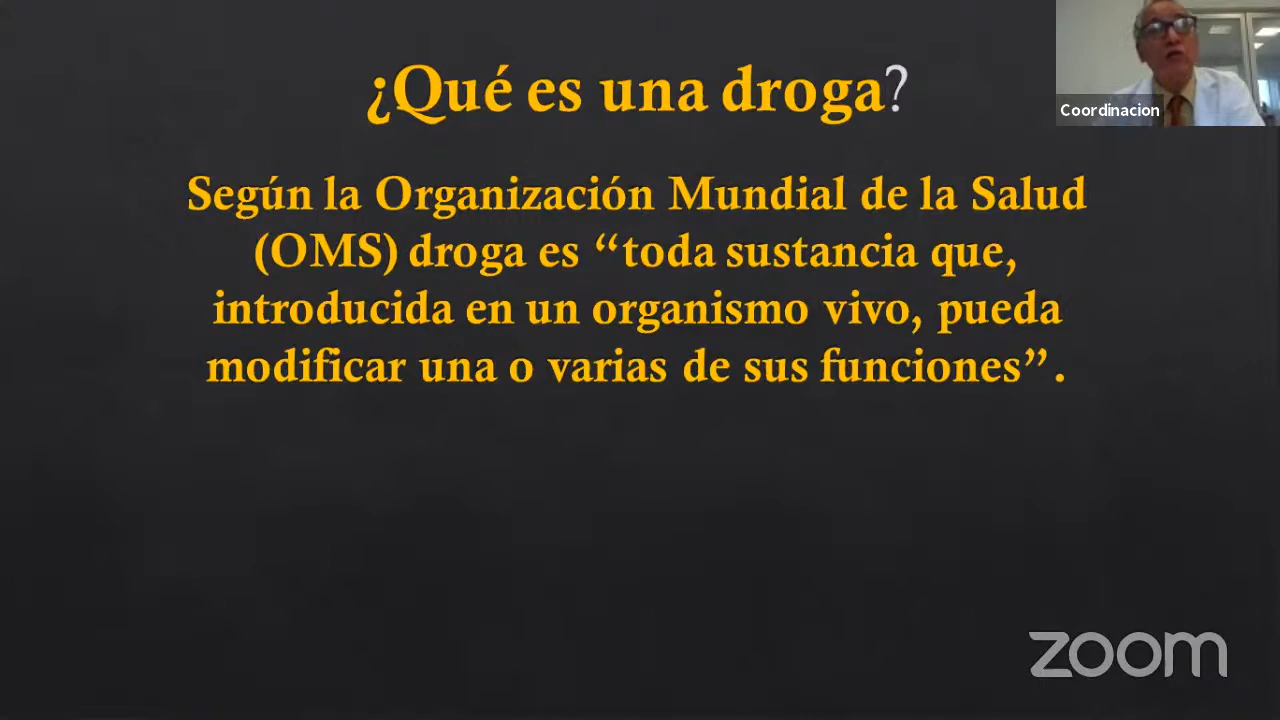 ¿Qué es una droga?
Coordinacion
Según la Organización Mundial de la Salud
(OMS) droga es “toda sustancia que,
introducida en un organismo vivo, pueda
modificar una o varias de sus funciones”.
zoom